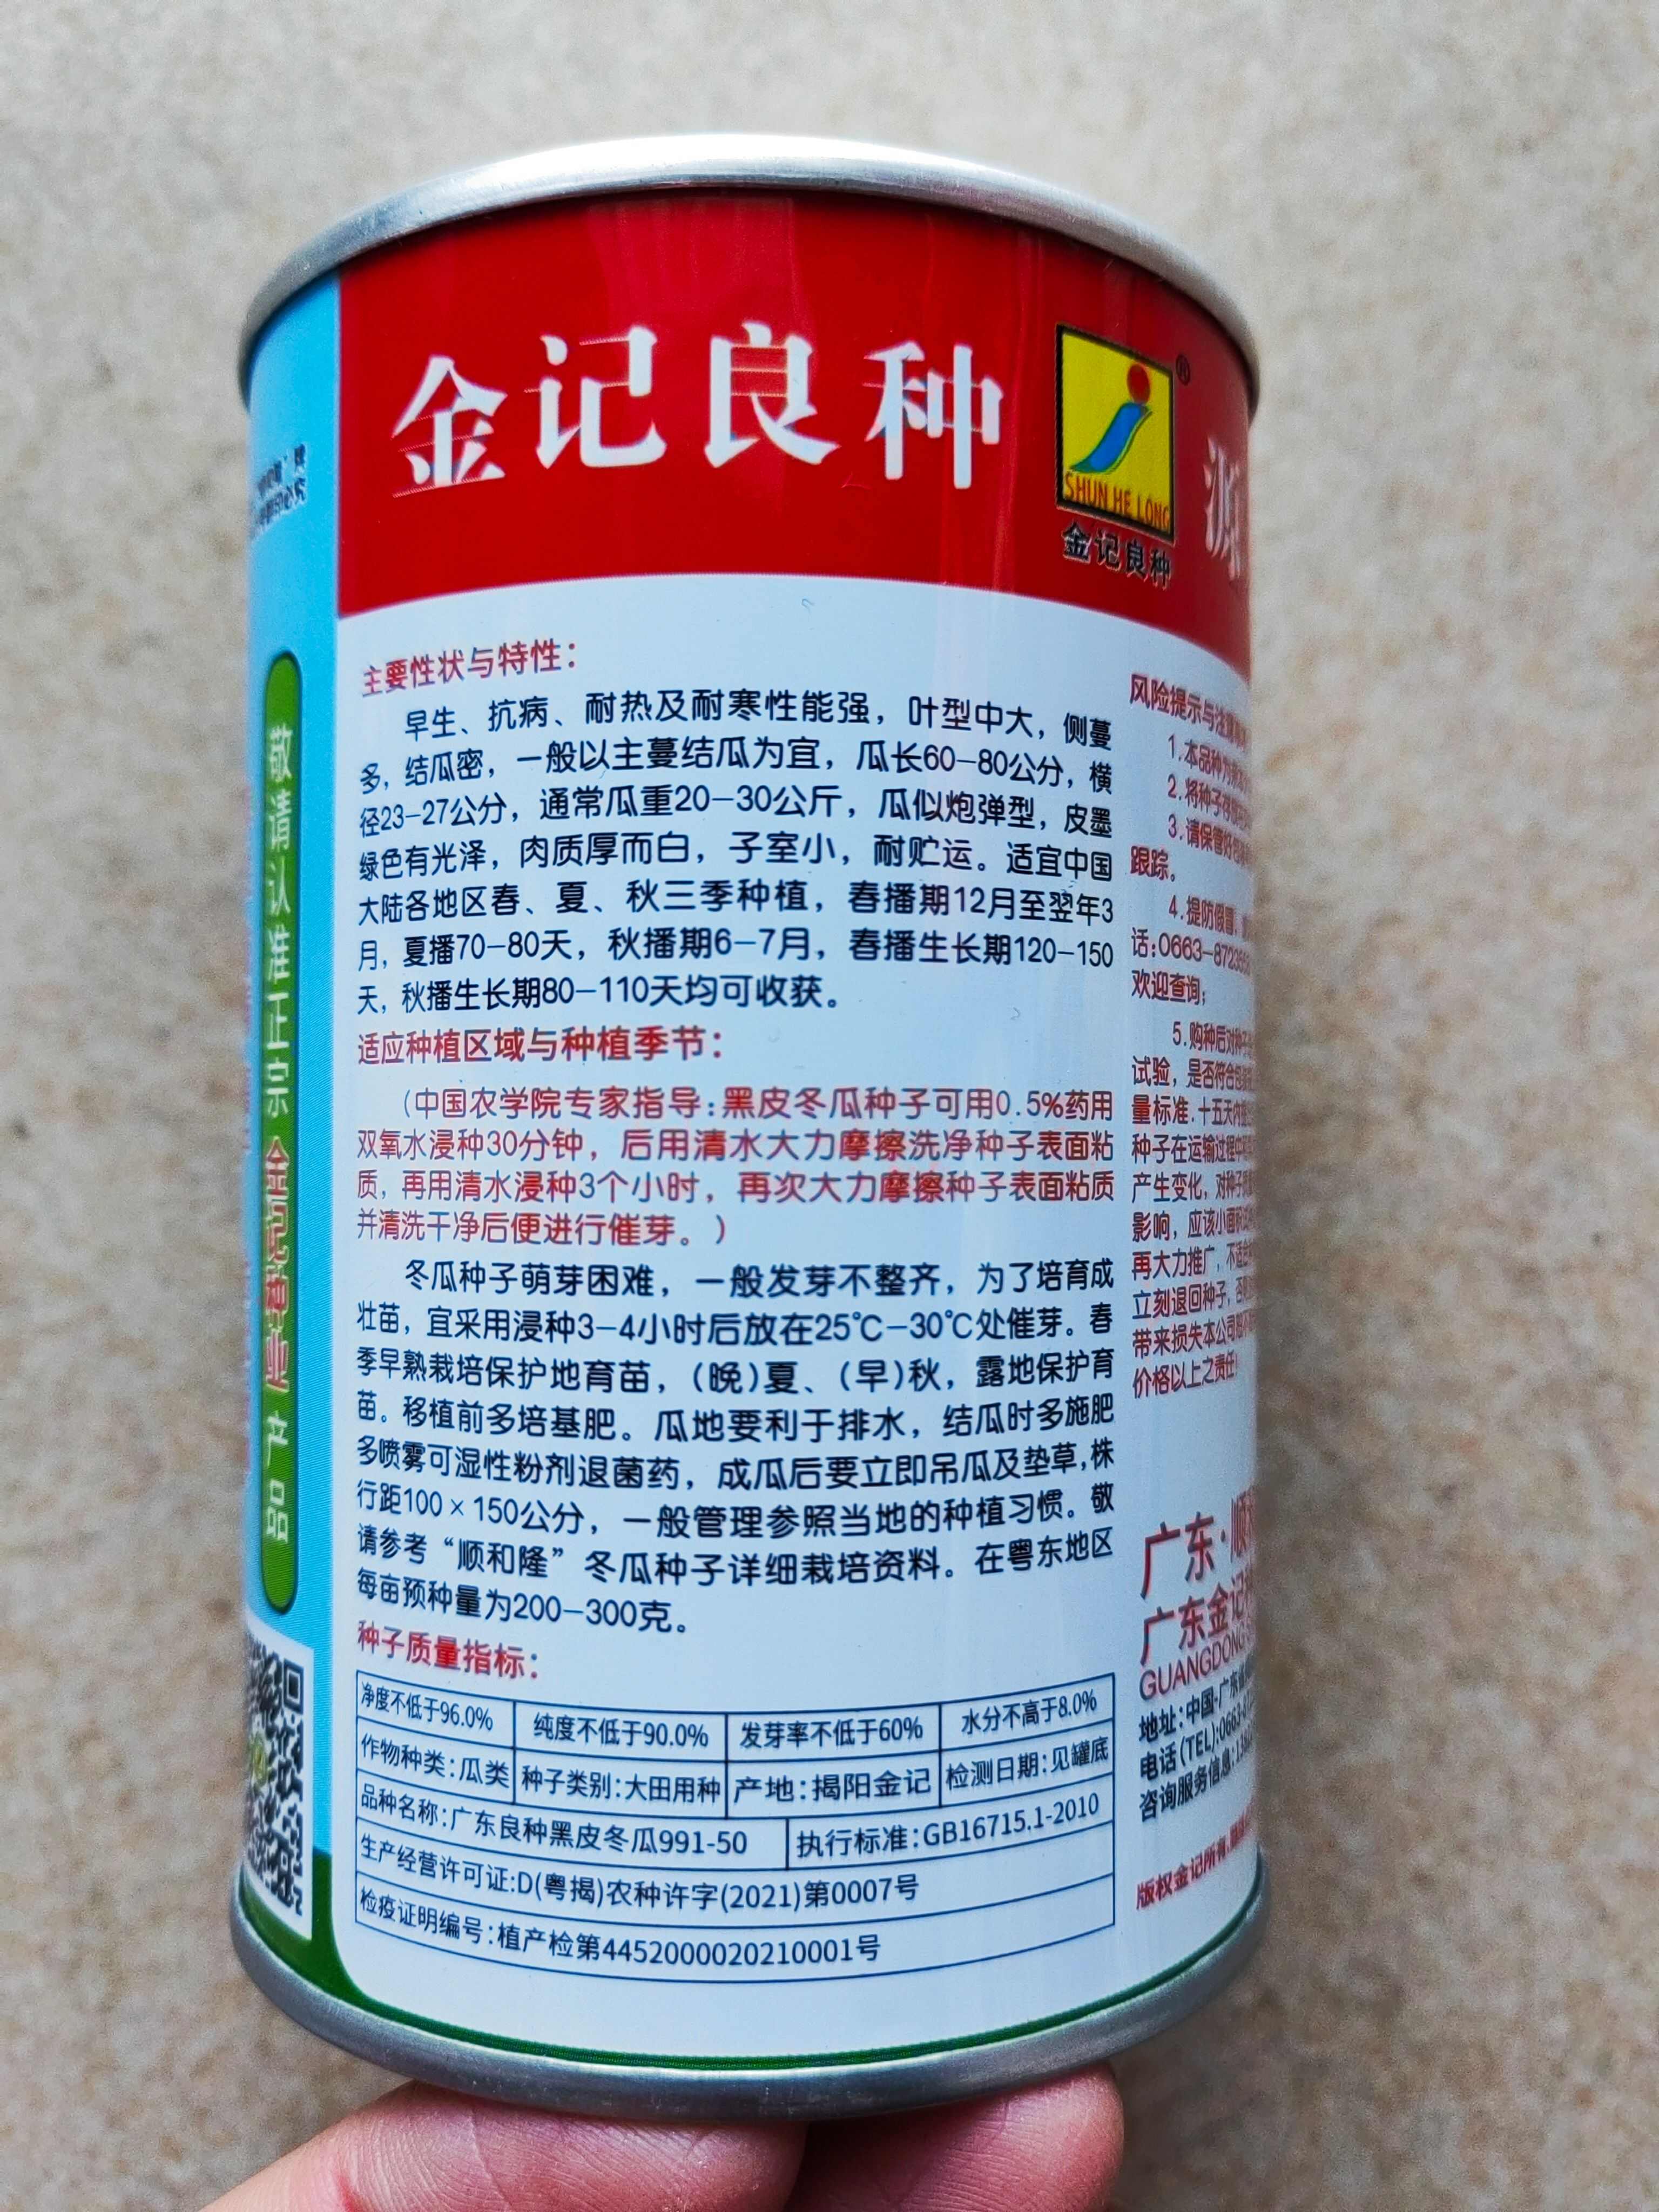 金记良种
SHUN HE LONG
金记良种
源
敬请认准正宗金记种业产品
主要性状与特性：
早生、抗病、耐热及耐寒性能强，叶型中大，侧蔓
多，结瓜密，一般以主蔓结瓜为宜，瓜长60-80公分，横
径23-27公分，通常瓜重20-30公斤，瓜似炮弹型，皮墨
绿色有光泽，肉质厚而白，子室小，耐贮运。适宜中国
大陆各地区春、夏、秋三季种植，春播期12月至翌年3
月，夏播70-80天，秋播期6-7月，春播生长期120-150
天，秋播生长期80-110天均可收获。
适应种植区域与种植季节：
（中国农学院专家指导：黑皮冬瓜种子可用0.5%药用
双氧水浸种30分钟，后用清水大力摩擦洗净种子表面粘
质，再用清水浸种3个小时，再次大力摩擦种子表面粘质
并清洗干净后便进行催芽。）
冬瓜种子萌芽困难，一般发芽不整齐，为了培育成
壮苗，宜采用浸种3-4小时后放在25℃-30℃处催芽。春
季早熟栽培保护地育苗，(晚)夏、(早)秋，露地保护育
苗。移植前多培基肥。瓜地要利于排水，结瓜时多施肥
多喷雾可湿性粉剂退菌药，成瓜后要立即吊瓜及垫草，株
行距100×150公分，一般管理参照当地的种植习惯。敬
请参考“顺和隆”冬瓜种子详细栽培资料。在粤东地区
每亩预种量为200-300克。
种子质量指标：
净度不低于96.0% 纯度不低于90.0% 发芽率不低于60% 水分不高于8.0%
作物种类：瓜类 种子类别：大田用种 产地：揭阳金记 检测日期：见罐底
品种名称：广东良种黑皮冬瓜991-50 执行标准：GB16715.1-2010
生产经营许可证：D(粤揭)农种许字(2021)第0007号
检疫证明编号：植产检第4452000020210001号
风险提示与注
1.本品种为
2.将种子存
3.请保管好
跟踪。
4.提防假冒，
话：0663-8723
欢迎查询；
5.购种后对种子
试验，是否符合
量标准.十五天内
种子在运输过程中
产生变化，对种子
影响，应该小面积
再大力推广，不适
立刻退回种子，否
带来损失本公司
价格以上之责任！
广东·顺
广东金记
GUANGDONG
地址：中国·广东
电话(TEL)：0663
咨询服务信息：13
版权金记所有